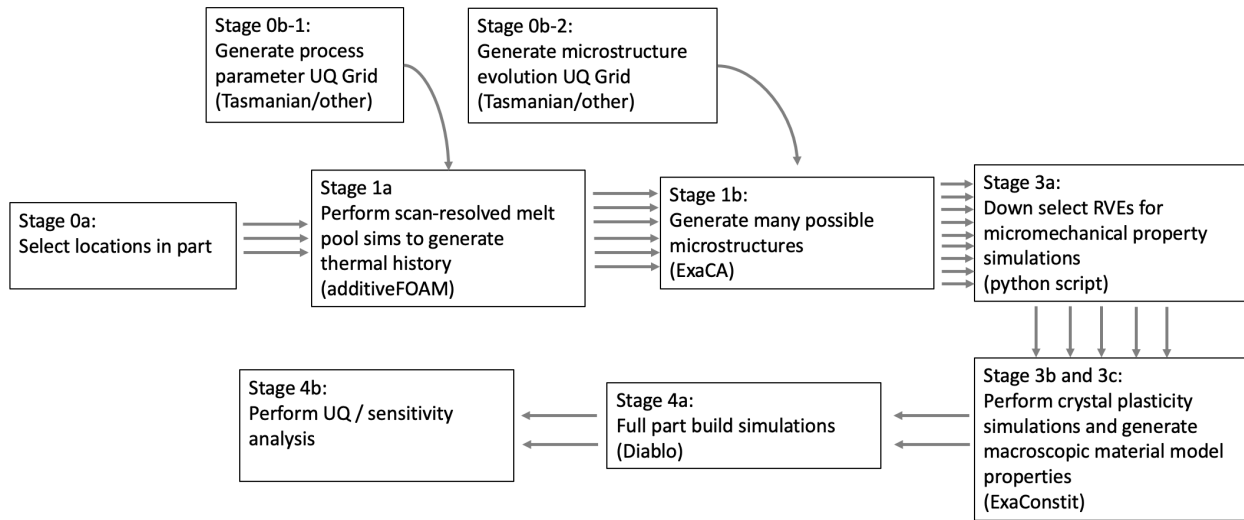 Stage 0b-1:
Generate process
parameter UQ Grid
(Tasmanian/other)
Stage 0b-2:
Generate microstructure
evolution UQ Grid
(Tasmanian/other)
Stage 0a:
Select locations in part
Stage 1a
Perform scan-resolved melt
pool sims to generate
thermal history
(additiveFOAM)
Stage 1b:
Generate many possible
microstructures
(ExaCA)
Stage 3a:
Down select RVEs for
micromechanical property
simulations
(python script)
Stage 3b and 3c:
Perform crystal plasticity
simulations and generate
macroscopic material model
properties
(ExaConstit)
Stage 4a:
Full part build simulations
(Diablo)
Stage 4b:
Perform UQ / sensitivity
analysis